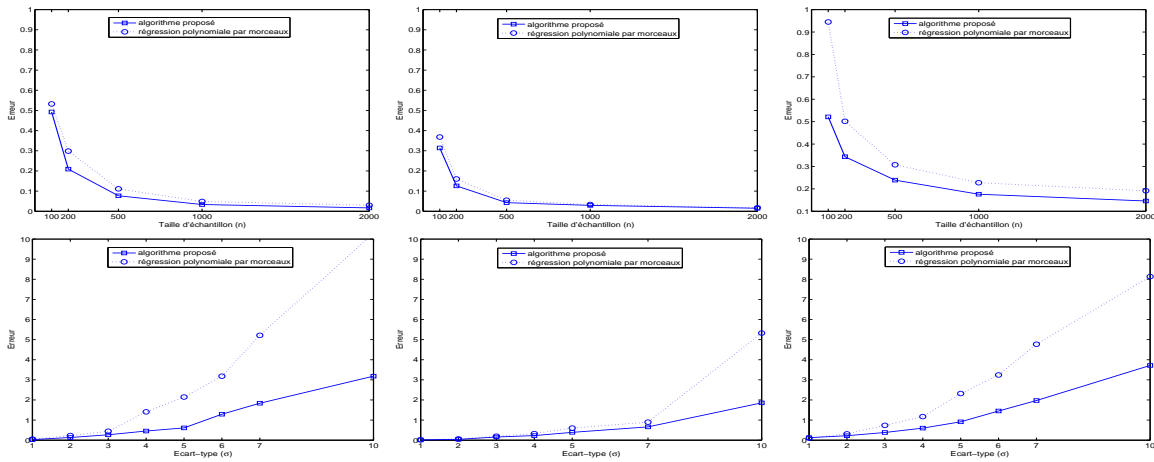 1
0.9
0.8
0.7
0.6
0.5
0.4
0.3
0.2
0.1
0
Erreur
algorithme proposé
régression polynomiale par morceaux
100 200 500 1000 2000
Taille d'échantillon (n)
1
0.9
0.8
0.7
0.6
0.5
0.4
0.3
0.2
0.1
0
Erreur
algorithme proposé
régression polynomiale par morceaux
100 200 500 1000 2000
Taille d'échantillon (n)
1
0.9
0.8
0.7
0.6
0.5
0.4
0.3
0.2
0.1
Erreur
algorithme proposé
régression polynomiale par morceaux
100 200 500 1000 2000
Taille d'échantillon (n)
10
9
8
7
6
5
4
3
2
1
0
Erreur
algorithme proposé
régression polynomiale par morceaux
1 2 3 4 5 6 7 10
Ecart-type (σ)
10
9
8
7
6
5
4
3
2
1
0
Erreur
algorithme proposé
régression polynomiale par morceaux
1 2 3 4 5 6 7 10
Ecart-type (σ)
10
9
8
7
6
5
4
3
2
1
0
Erreur
algorithme proposé
régression polynomiale par morceaux
1 2 3 4 5 6 7 10
Ecart-type (σ)